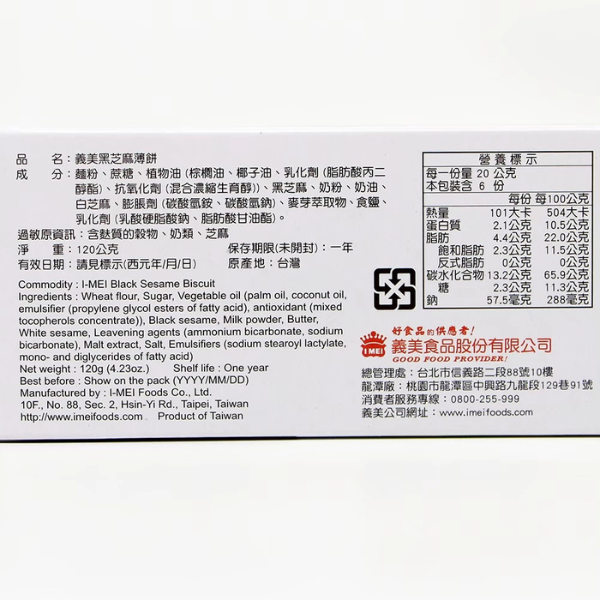 品　名：義美黑芝麻薄餅
成　分：麵粉、蔗糖、植物油（棕櫚油、椰子油、乳化劑（脂肪酸丙二
醇酯）、抗氧化劑（混合濃縮生育醇））、黑芝麻、奶粉、奶油、
白芝麻、膨脹劑（碳酸氫銨、碳酸氫鈉）、麥芽萃取物、食鹽、
乳化劑（乳酸硬脂酸鈉、脂肪酸甘油酯）。
過敏原資訊：含麩質的穀物、奶類、芝麻
淨　重：120公克　保存期限(未開封)：一年
有效日期：請見標示(西元年/月/日)　原產地：台灣
Commodity : I-MEI Black Sesame Biscuit
Ingredients : Wheat flour, Sugar, Vegetable oil (palm oil, coconut oil,
emulsifier (propylene glycol esters of fatty acid), antioxidant (mixed
tocopherols concentrate)), Black sesame, Milk powder, Butter,
White sesame, Leavening agents (ammonium bicarbonate, sodium
bicarbonate), Malt extract, Salt, Emulsifiers (sodium stearoyl lactylate,
mono- and diglycerides of fatty acid)
Net weight : 120g (4.23oz.)　Shelf life : One year
Best before : Show on the pack (YYYY/MM/DD)
Manufactured by : I-MEI Foods Co., Ltd.
10F., No. 88, Sec. 2, Hsin-Yi Rd., Taipei, Taiwan
http://www.imeifoods.com　Product of Taiwan
營養標示
每一份量 20 公克
本包裝含 6 份
每份 每100公克
熱量 101大卡 504大卡
蛋白質 2.1公克 10.5公克
脂肪 4.4公克 22.0公克
飽和脂肪 2.3公克 11.5公克
反式脂肪 0公克 0公克
碳水化合物 13.2公克 65.9公克
糖 2.3公克 11.3公克
鈉 57.5毫克 288毫克
好食品的供應者！
I MEI 義美食品股份有限公司
GOOD FOOD PROVIDER!
總管理處：台北市信義路二段88號10樓
龍潭廠：桃園市龍潭區中興路九龍段129巷91號
消費者服務專線：0800-255-999
義美公司網址：www.imeifoods.com